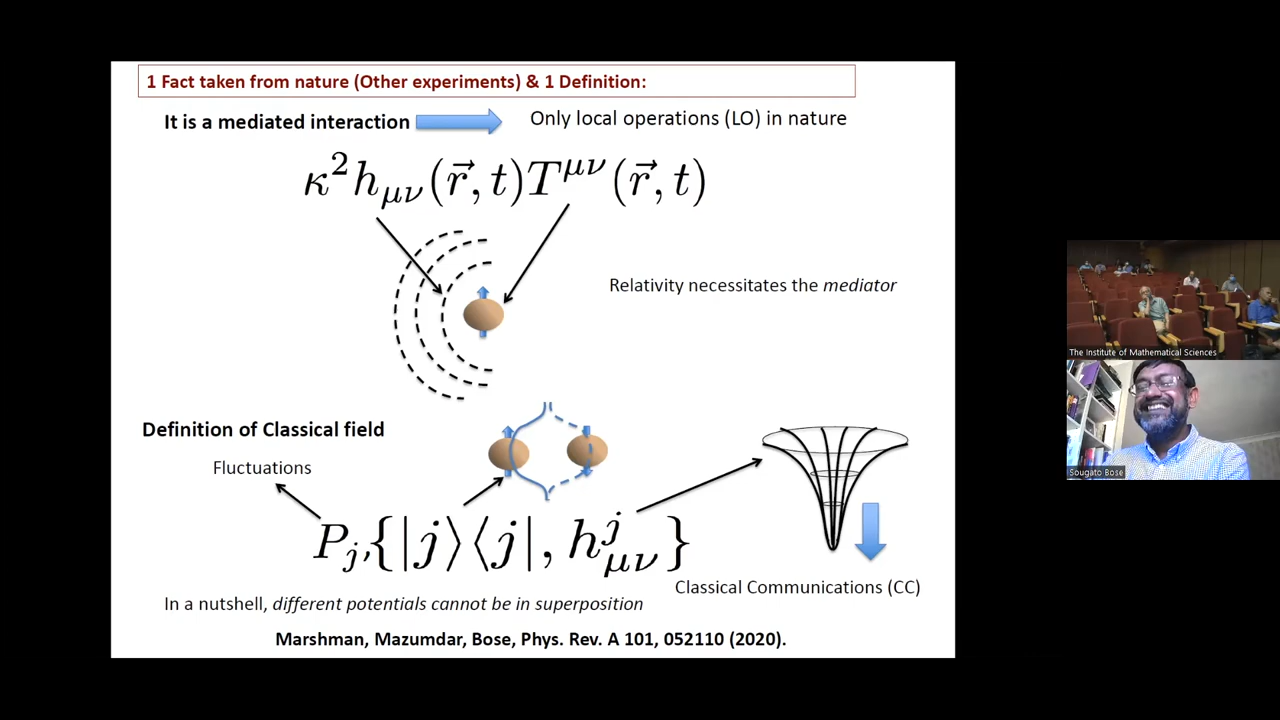 1 Fact taken from nature (Other experiments) & 1 Definition:
It is a mediated interaction
Only local operations (LO) in nature
κ²h_{μν}(r⃗, t)T^{μν}(r⃗, t)
Relativity necessitates the mediator
The Institute of Mathematical Sciences
Sougato Bose
Definition of Classical field
Fluctuations
P_j,{|j⟩⟨j|, h^j_{μν}}
Classical Communications (CC)
In a nutshell, different potentials cannot be in superposition
Marshman, Mazumdar, Bose, Phys. Rev. A 101, 052110 (2020).